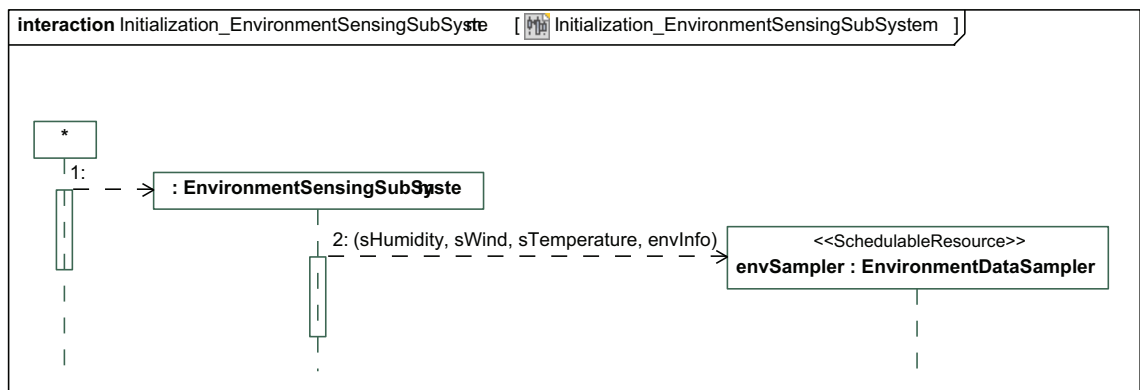 interaction Initialization_EnvironmentSensingSubSystem [ Initialization_EnvironmentSensingSubSystem ]
*
1:
: EnvironmentSensingSubSystem
2: (sHumidity, sWind, sTemperature, envInfo)
<<SchedulableResource>>
envSampler : EnvironmentDataSampler